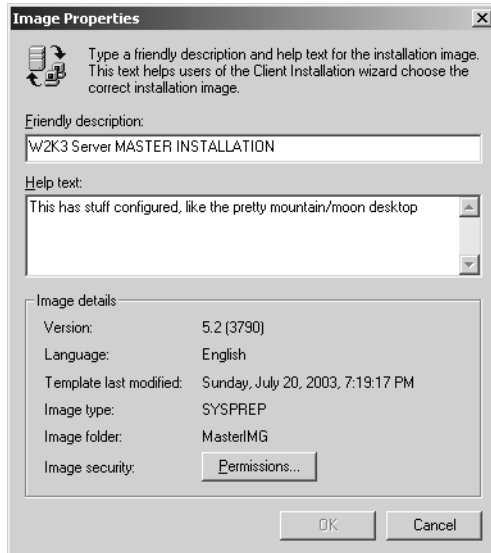 Image Properties
Type a friendly description and help text for the installation image.
This text helps users of the Client Installation wizard choose the
correct installation image.
Friendly description:
W2K3 Server MASTER INSTALLATION
Help text:
This has stuff configured, like the pretty mountain/moon desktop
Image details
Version: 5.2 (3790)
Language: English
Template last modified: Sunday, July 20, 2003, 7:19:17 PM
Image type: SYSPREP
Image folder: MasterIMG
Image security: Permissions...
OK Cancel